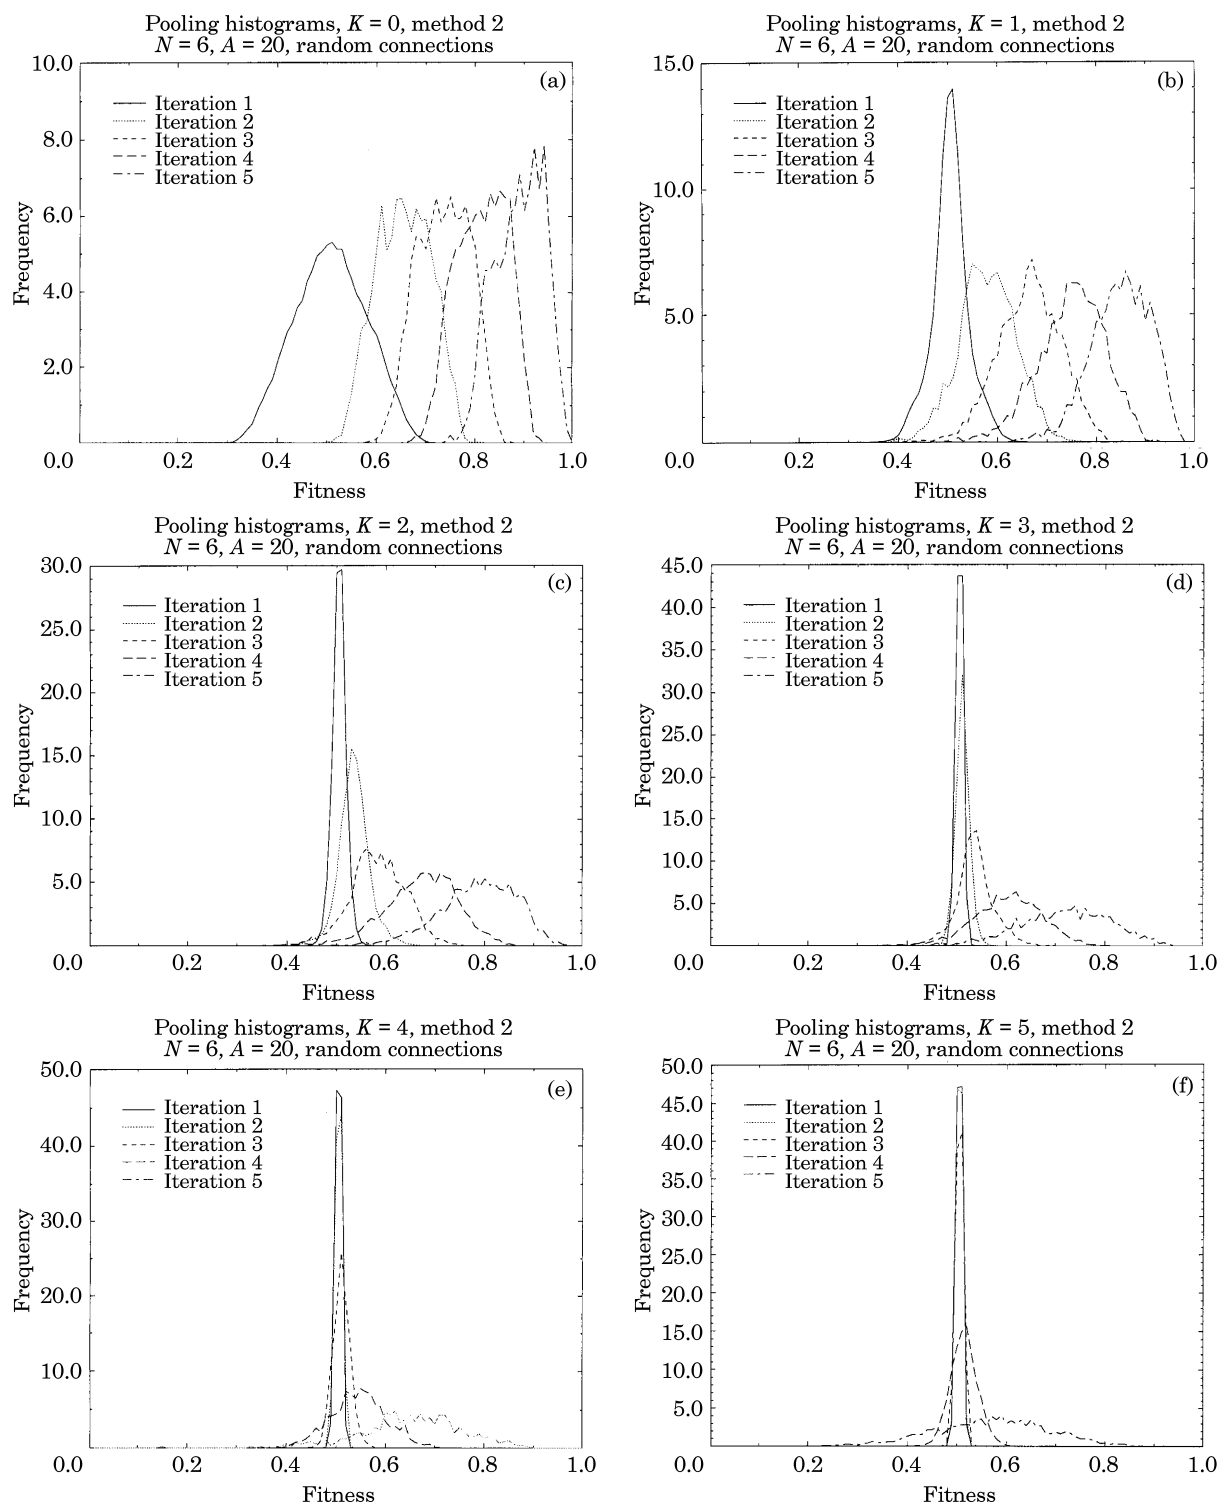 Pooling histograms, K = 0, method 2
N = 6, A = 20, random connections
(a)
Iteration 1
Iteration 2
Iteration 3
Iteration 4
Iteration 5
Frequency
10.0
8.0
6.0
4.0
2.0
0.0 0.2 0.4 0.6 0.8 1.0
Fitness
Pooling histograms, K = 1, method 2
N = 6, A = 20, random connections
(b)
Iteration 1
Iteration 2
Iteration 3
Iteration 4
Iteration 5
Frequency
15.0
10.0
5.0
0.0 0.2 0.4 0.6 0.8 1.0
Fitness
Pooling histograms, K = 2, method 2
N = 6, A = 20, random connections
(c)
Iteration 1
Iteration 2
Iteration 3
Iteration 4
Iteration 5
Frequency
30.0
25.0
20.0
15.0
10.0
5.0
0.0 0.2 0.4 0.6 0.8 1.0
Fitness
Pooling histograms, K = 3, method 2
N = 6, A = 20, random connections
(d)
Iteration 1
Iteration 2
Iteration 3
Iteration 4
Iteration 5
Frequency
45.0
40.0
35.0
30.0
25.0
20.0
15.0
10.0
5.0
0.0 0.2 0.4 0.6 0.8 1.0
Fitness
Pooling histograms, K = 4, method 2
N = 6, A = 20, random connections
(e)
Iteration 1
Iteration 2
Iteration 3
Iteration 4
Iteration 5
Frequency
50.0
40.0
30.0
20.0
10.0
0.0 0.2 0.4 0.6 0.8 1.0
Fitness
Pooling histograms, K = 5, method 2
N = 6, A = 20, random connections
(f)
Iteration 1
Iteration 2
Iteration 3
Iteration 4
Iteration 5
Frequency
50.0
45.0
40.0
35.0
30.0
25.0
20.0
15.0
10.0
5.0
0.0 0.2 0.4 0.6 0.8 1.0
Fitness